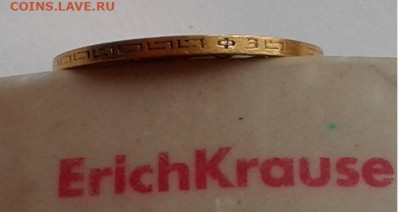 COINS.LAVE.RU
Ф З
ErichKrause